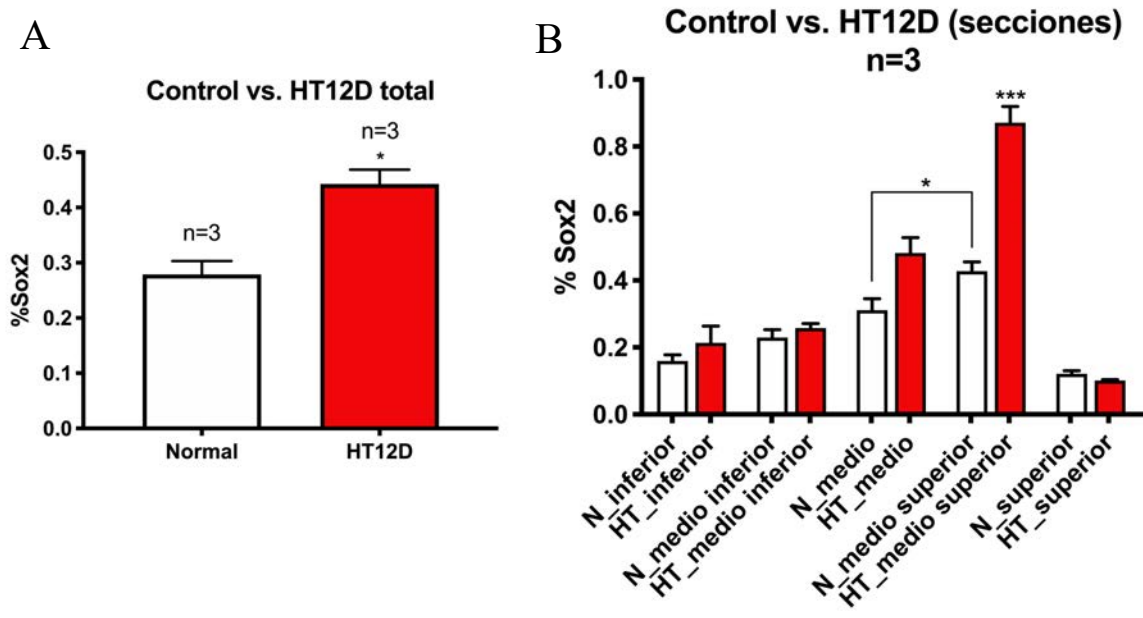 A
Control vs. HT12D total
n=3
*
n=3
%Sox2
0.5
0.4
0.3
0.2
0.1
0.0
Normal
HT12D
B
Control vs. HT12D (secciones)
n=3
% Sox2
1.0
0.8
0.6
0.4
0.2
0.0
***
*
N_inferior
HT_inferior
N_medio inferior
HT_medio inferior
N_medio
HT_medio
N_medio superior
HT_medio superior
N_superior
HT_superior